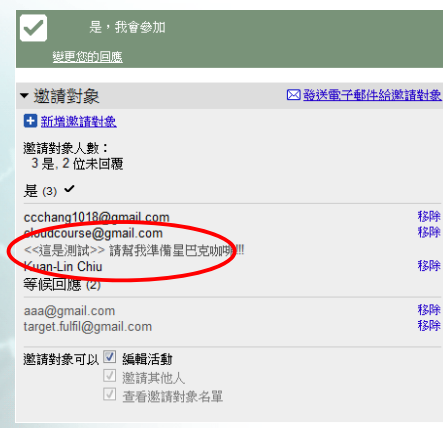 是，我會參加
變更您的回應
邀請對象
發送電子郵件給邀請對象
新增邀請對象
邀請對象人數：
3 是, 2 位未回覆
是 (3)
ccchang1018@gmail.com 移除
cloudcourse@gmail.com 移除
<<這是測試>> 請幫我準備星巴克咖啡!!!
Kuan-Lin Chiu 移除
等候回應 (2)
aaa@gmail.com 移除
target.fulfil@gmail.com 移除
邀請對象可以 編輯活動
邀請其他人
查看邀請對象名單